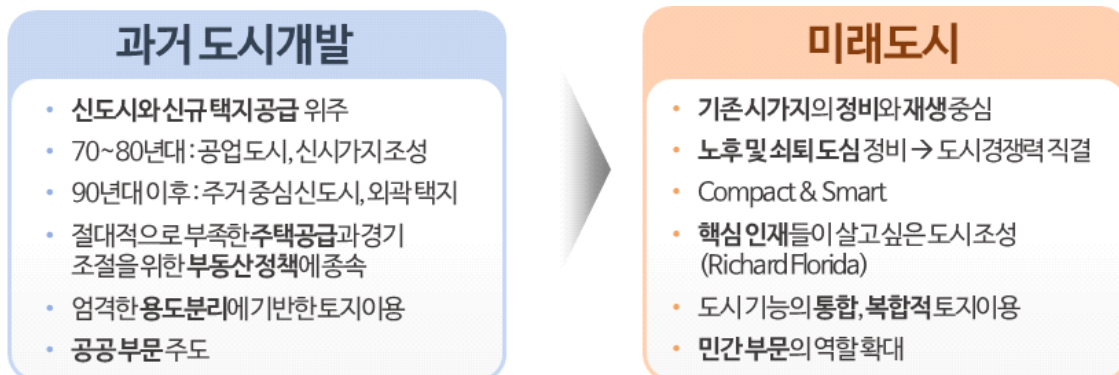 과거 도시개발
• 신도시와 신규 택지 공급 위주
• 70~80년대 : 공업 도시, 신시가지 조성
• 90년대 이후 : 주거 중심 신도시, 외곽 택지
• 절대적으로 부족한 주택공급과 경기
조절을 위한 부동산 정책에 종속
• 엄격한 용도분리에 기반한 토지이용
• 공공 부문 주도
미래도시
• 기존 시가지의 정비와 재생 중심
• 노후 및 쇠퇴 도심 정비 → 도시경쟁력 직결
• Compact & Smart
• 핵심 인재들이 살고 싶은 도시 조성
(Richard Florida)
• 도시 기능의 통합, 복합적 토지이용
• 민간 부문의 역할 확대